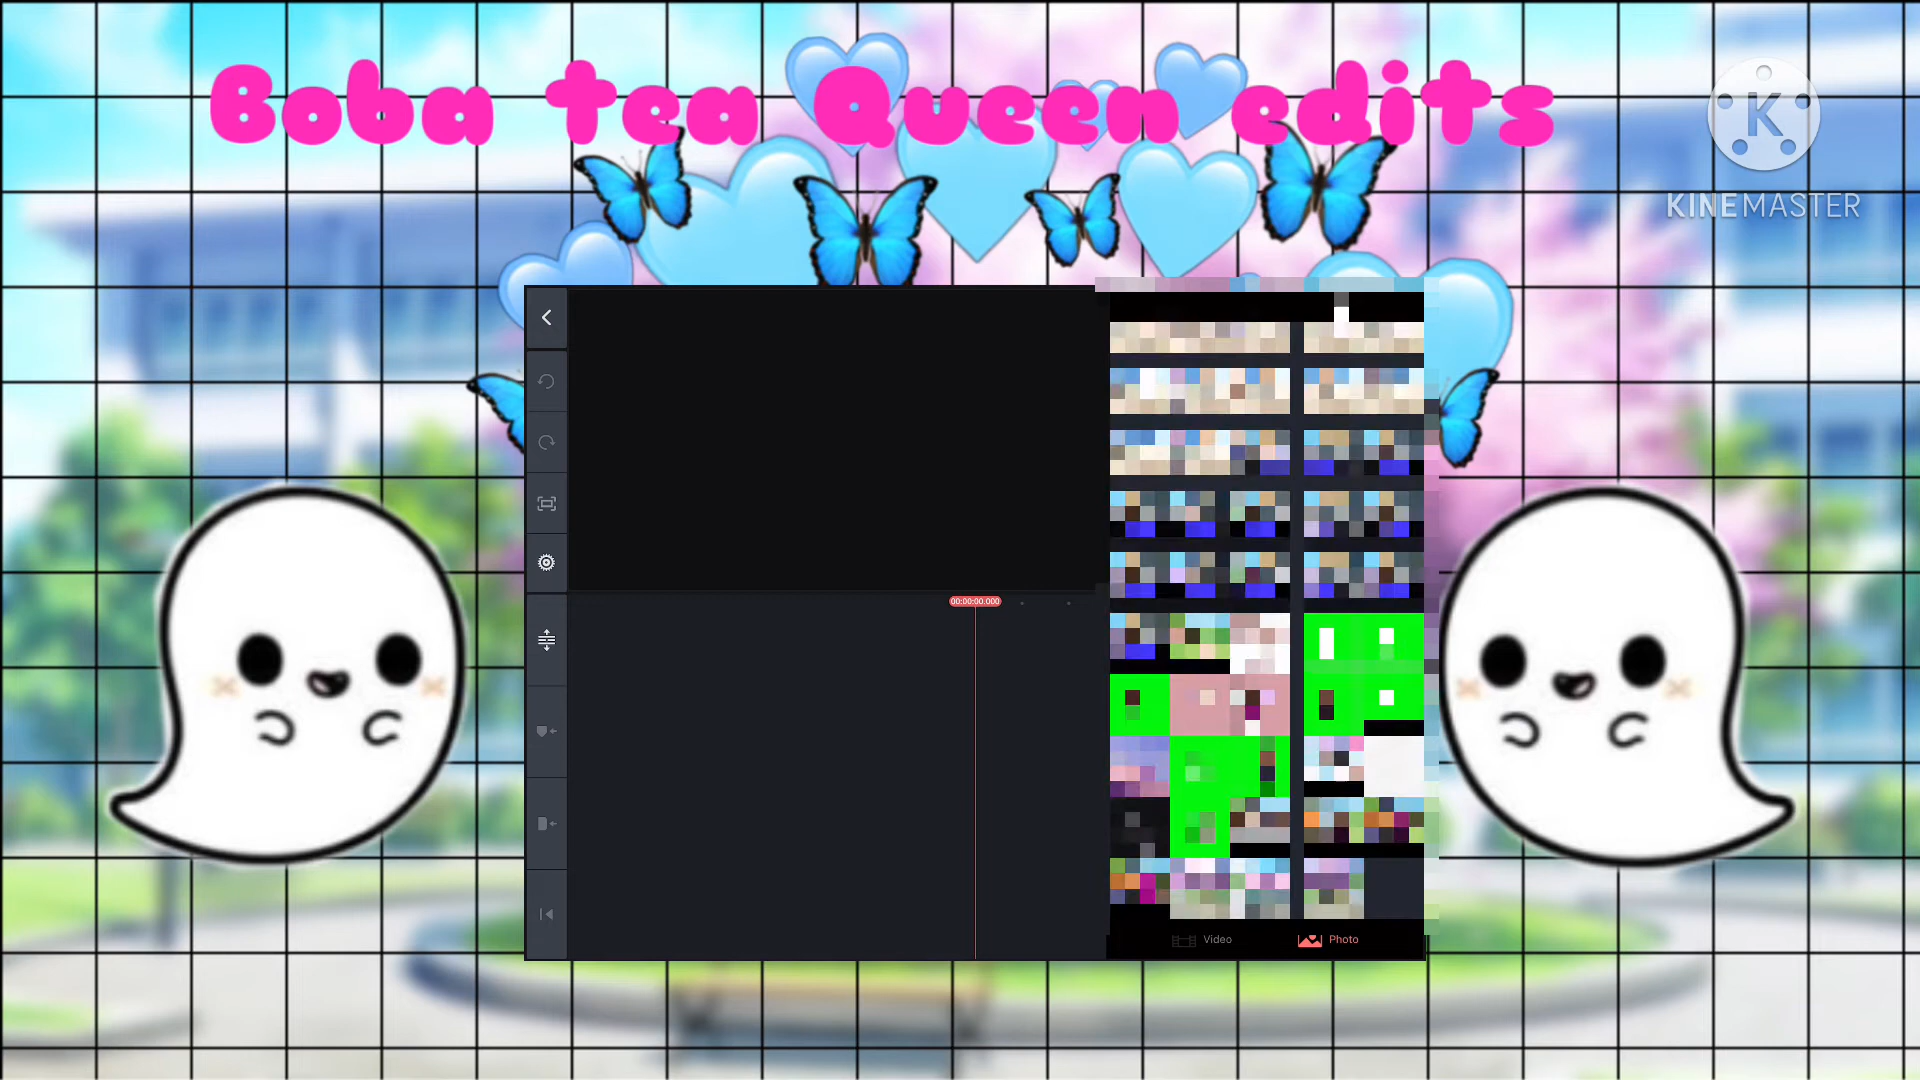 Boba tea Queen edits
K
KINEMASTER
00:00:00.000
Video
Photo